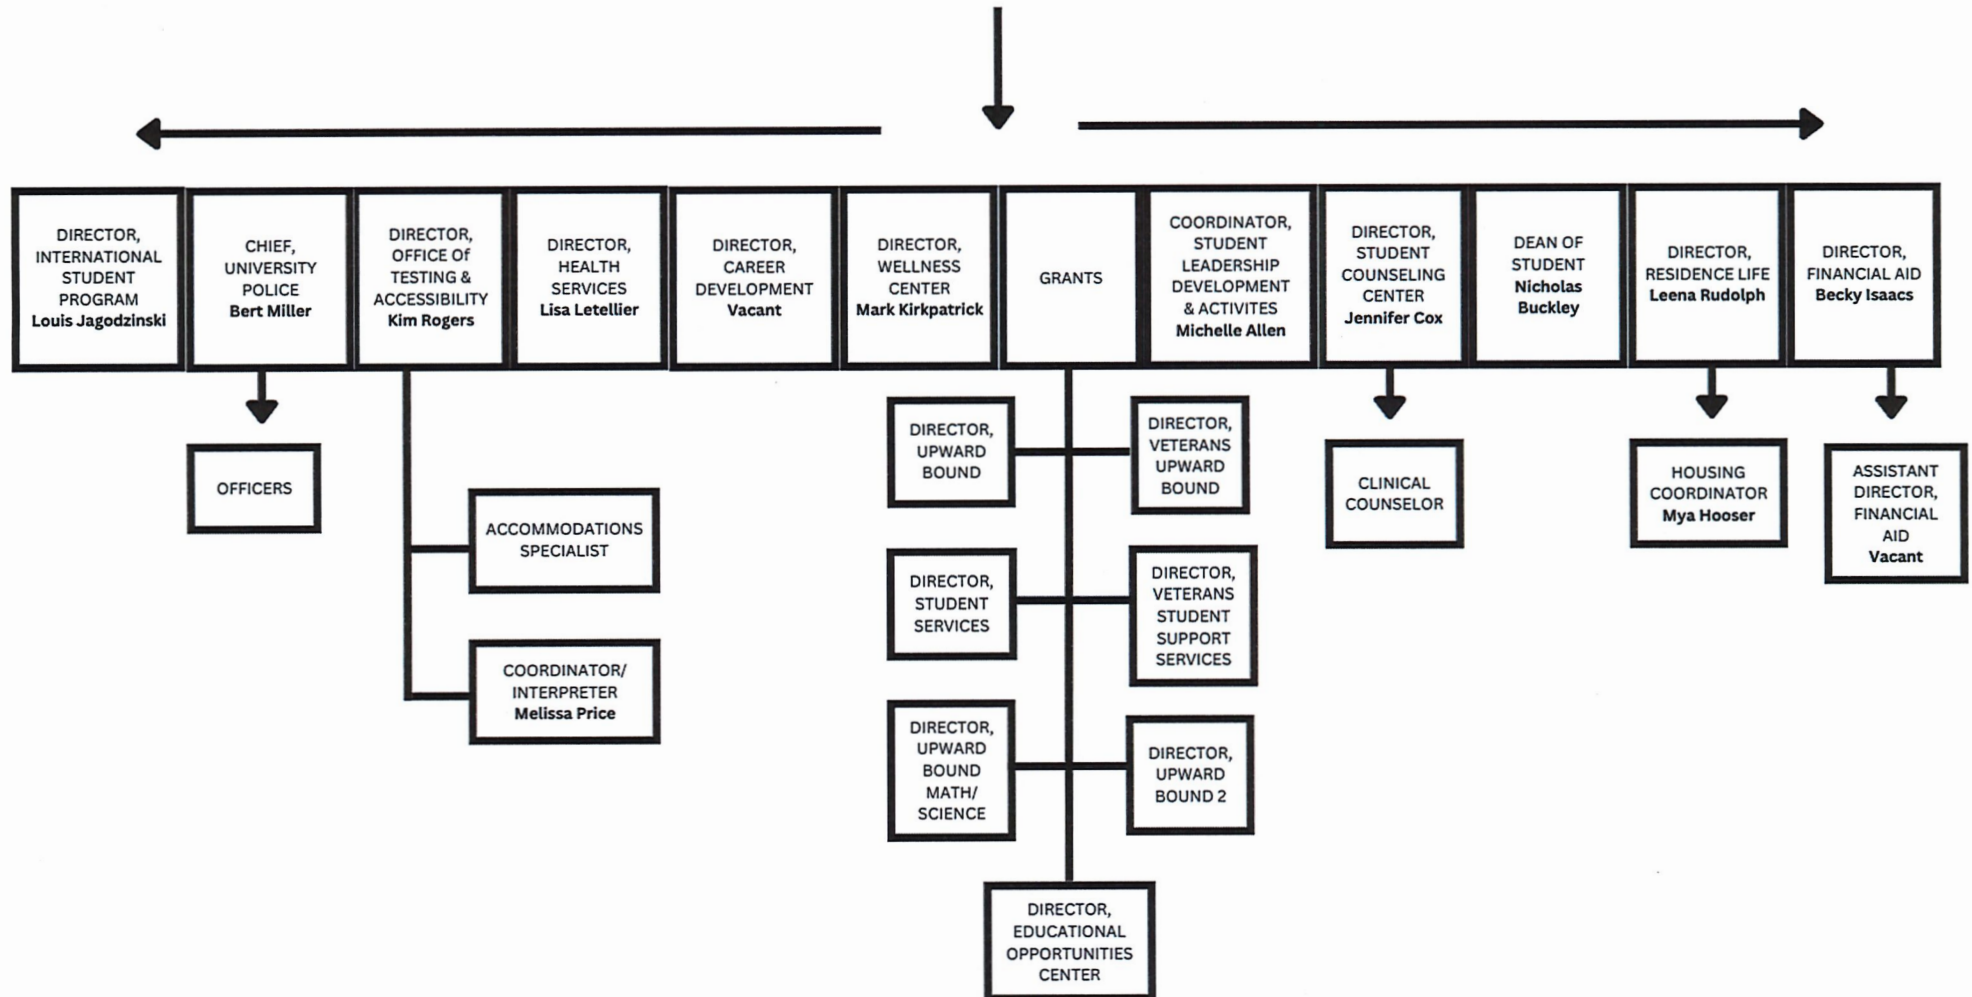 DIRECTOR,
INTERNATIONAL
STUDENT
PROGRAM
Louis Jagodzinski
CHIEF,
UNIVERSITY
POLICE
Bert Miller
DIRECTOR,
OFFICE Of
TESTING &
ACCESSIBILITY
Kim Rogers
DIRECTOR,
HEALTH
SERVICES
Lisa Letellier
DIRECTOR,
CAREER
DEVELOPMENT
Vacant
DIRECTOR,
WELLNESS
CENTER
Mark Kirkpatrick
GRANTS
COORDINATOR,
STUDENT
LEADERSHIP
DEVELOPMENT
& ACTIVITES
Michelle Allen
DIRECTOR,
STUDENT
COUNSELING
CENTER
Jennifer Cox
DEAN OF
STUDENT
Nicholas
Buckley
DIRECTOR,
RESIDENCE LIFE
Leena Rudolph
DIRECTOR,
FINANCIAL AID
Becky Isaacs
OFFICERS
ACCOMMODATIONS
SPECIALIST
COORDINATOR/
INTERPRETER
Melissa Price
DIRECTOR,
UPWARD
BOUND
DIRECTOR,
VETERANS
UPWARD
BOUND
DIRECTOR,
STUDENT
SERVICES
DIRECTOR,
VETERANS
STUDENT
SUPPORT
SERVICES
DIRECTOR,
UPWARD
BOUND
MATH/
SCIENCE
DIRECTOR,
UPWARD
BOUND 2
DIRECTOR,
EDUCATIONAL
OPPORTUNITIES
CENTER
CLINICAL
COUNSELOR
HOUSING
COORDINATOR
Mya Hooser
ASSISTANT
DIRECTOR,
FINANCIAL
AID
Vacant